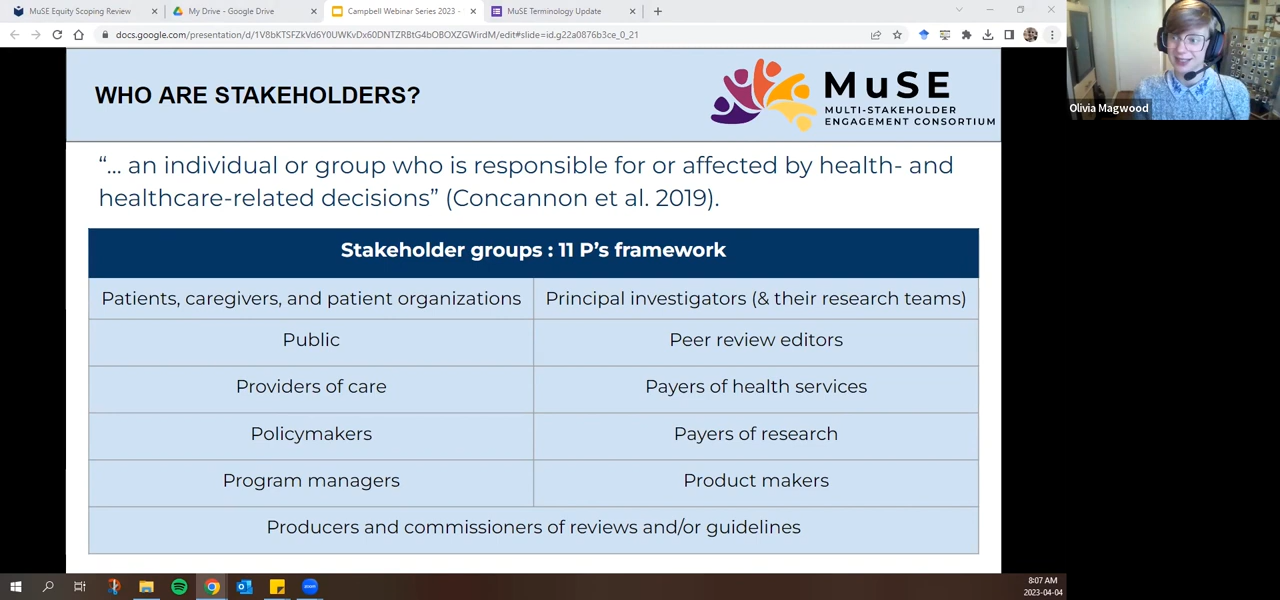 MuSE Equity Scoping Review
My Drive - Google Drive
Campbell Webinar Series 2023 -
MuSE Terminology Update
docs.google.com/presentation/d/1V8bKTSFZkVd6Y0UWKvDx60DNTZRBtG4bOBOXZGWirdM/edit#slide=id.g22a0876b3ce_0_21
Olivia Magwood
WHO ARE STAKEHOLDERS?
MuSE
MULTI-STAKEHOLDER
ENGAGEMENT CONSORTIUM
“... an individual or group who is responsible for or affected by health- and
healthcare-related decisions” (Concannon et al. 2019).
Stakeholder groups : 11 P’s framework
Patients, caregivers, and patient organizations
Principal investigators (& their research teams)
Public
Peer review editors
Providers of care
Payers of health services
Policymakers
Payers of research
Program managers
Product makers
Producers and commissioners of reviews and/or guidelines
8:07 AM
2023-04-04